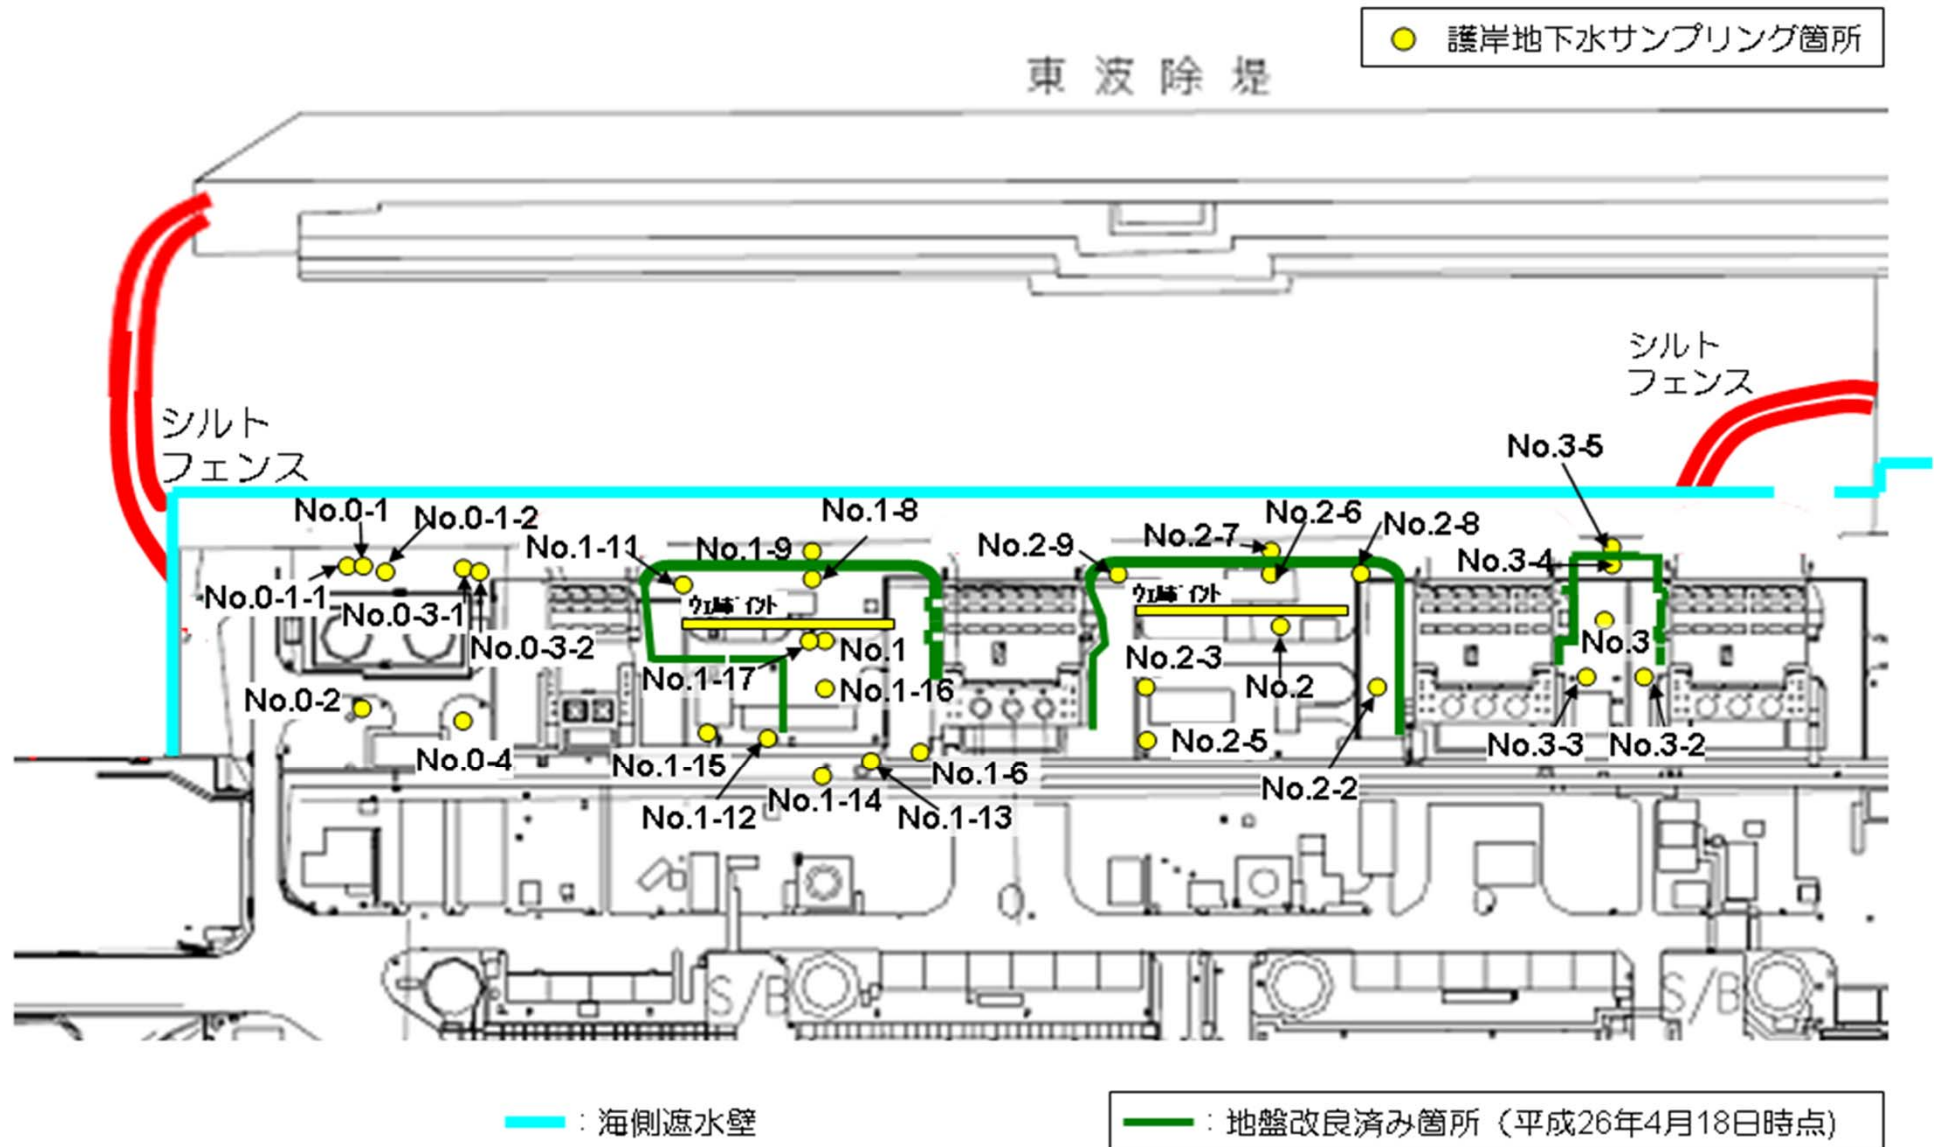 護岸地下水サンプリング箇所
東波除堤
シルト
フェンス
シルト
フェンス
No.3-5
No.0-1
No.0-1-2
No.1-8
No.2-6
No.2-8
No.1-11
No.1-9
No.2-9
No.2-7
No.3-4
No.0-1-1
No.0-3-1
No.0-3-2
ウェルポイント
ウェルポイント
No.1
No.1-17
No.1-16
No.2-3
No.2
No.3
No.0-2
No.0-4
No.1-15
No.1-6
No.2-5
No.3-3
No.3-2
No.1-12
No.1-14
No.1-13
No.2-2
S/B
S/B
:海側遮水壁
:地盤改良済み箇所（平成26年4月18日時点)